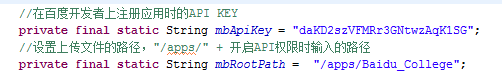 //在百度开发者上注册应用时的API KEY
private final static String mbApiKey = "daKD2szVFMRr3GNtwzAqK1SG";
//设置上传文件的路径，"/apps/" + 开启API权限时输入的路径
private final static String mbRootPath =  "/apps/Baidu_College";